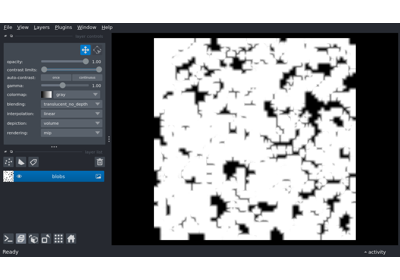 File View Layers Plugins Window Help
opacity: 1.00
contrast limits:
auto-contrast: once continuous
gamma: 1.00
colormap: gray
blending: translucent_no_depth
interpolation: linear
depiction: volume
rendering: mip
blobs
Ready
activity